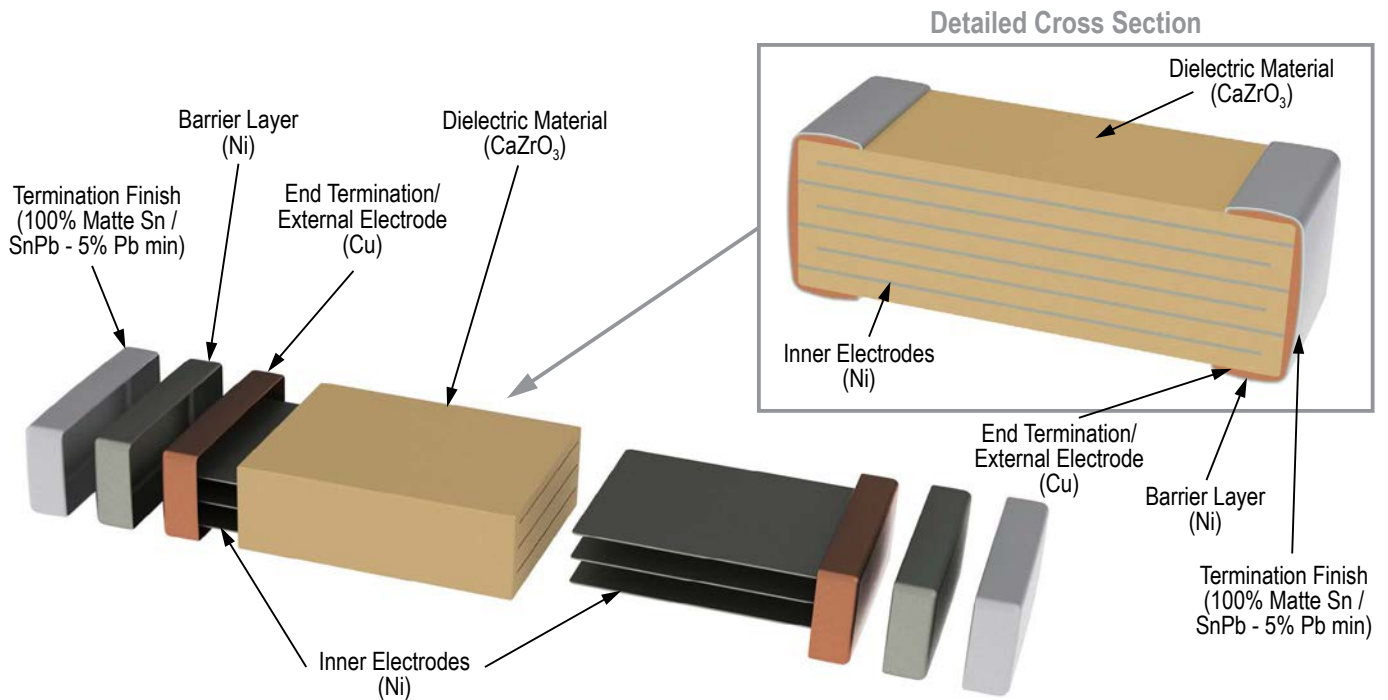 Detailed Cross Section
Dielectric Material
(CaZrO₃)
Inner Electrodes
(Ni)
End Termination/
External Electrode
(Cu)
Barrier Layer
(Ni)
Termination Finish
(100% Matte Sn /
SnPb - 5% Pb min)
Barrier Layer
(Ni)
Dielectric Material
(CaZrO₃)
Termination Finish
(100% Matte Sn /
SnPb - 5% Pb min)
End Termination/
External Electrode
(Cu)
Inner Electrodes
(Ni)